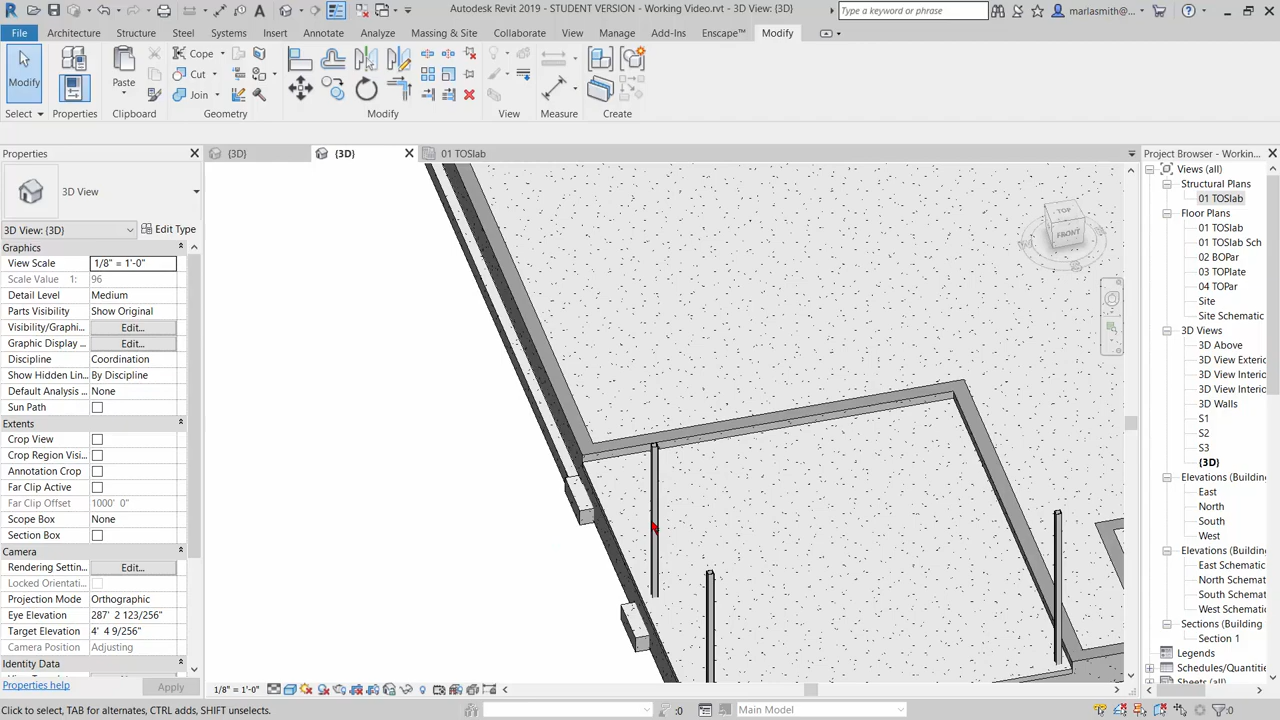 Autodesk Revit 2019 - STUDENT VERSION - Working Video.rvt - 3D View: {3D}
Type a keyword or phrase
marlasmith@...
File
Architecture
Structure
Steel
Systems
Insert
Annotate
Analyze
Massing & Site
Collaborate
View
Manage
Add-Ins
Enscape™
Modify
Modify
Paste
Cope
Cut
Join
Select
Properties
Clipboard
Geometry
Modify
View
Measure
Create
Properties
{3D}
{3D}
01 TOSlab
Project Browser - Workin...
3D View
3D View: {3D}
Edit Type
Graphics
View Scale 1/8" = 1'-0"
Scale Value 1: 96
Detail Level Medium
Parts Visibility Show Original
Visibility/Graphi... Edit...
Graphic Display ... Edit...
Discipline Coordination
Show Hidden Lin... By Discipline
Default Analysis ... None
Sun Path
Extents
Crop View
Crop Region Visi...
Annotation Crop
Far Clip Active
Far Clip Offset 1000' 0"
Scope Box None
Section Box
Camera
Rendering Settin... Edit...
Locked Orientati...
Projection Mode Orthographic
Eye Elevation 287' 2 123/256"
Target Elevation 4' 4 9/256"
Camera Position Adjusting
Identity Data
Properties help
Apply
TOP
FRONT
Views (all)
Structural Plans
01 TOSlab
Floor Plans
01 TOSlab
01 TOSlab Sch
02 BOPar
03 TOPlate
04 TOPar
Site
Site Schematic
3D Views
3D Above
3D View Exterio
3D View Interio
3D View Interio
3D Walls
S1
S2
S3
{3D}
Elevations (Building
East
North
South
West
Elevations (Building
East Schematic
North Schemat
South Schemat
West Schemati
Sections (Building
Section 1
Legends
Schedules/Quantitie
Sheets (all)
1/8" = 1'-0"
Click to select, TAB for alternates, CTRL adds, SHIFT unselects.
:0
Main Model
:0